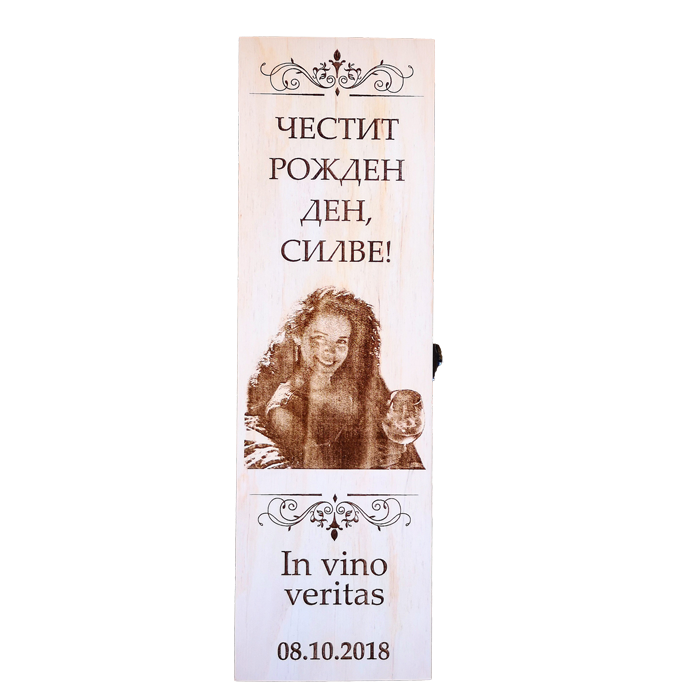 ЧЕСТИТ
РОЖДЕН
ДЕН,
СИЛВЕ!
In vino
veritas
08.10.2018